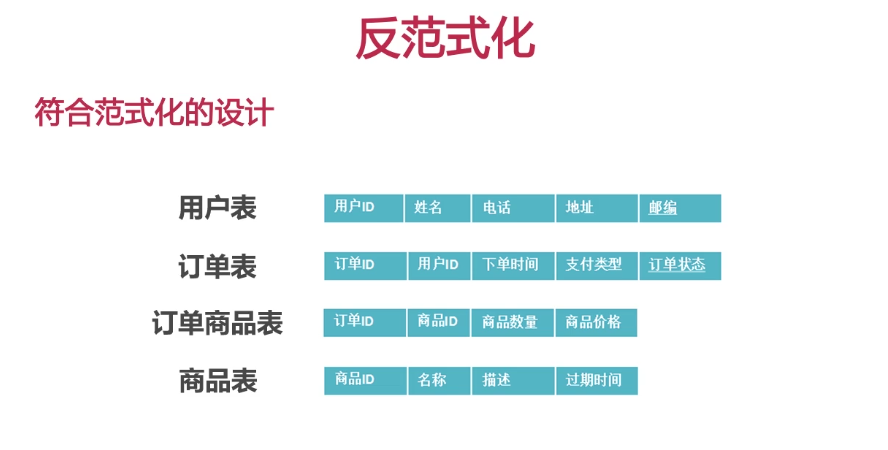 反范式化
符合范式化的设计
用户表 用户ID 姓名 电话 地址 邮编
订单表 订单ID 用户ID 下单时间 支付类型 订单状态
订单商品表 订单ID 商品ID 商品数量 商品价格
商品表 商品ID 名称 描述 过期时间